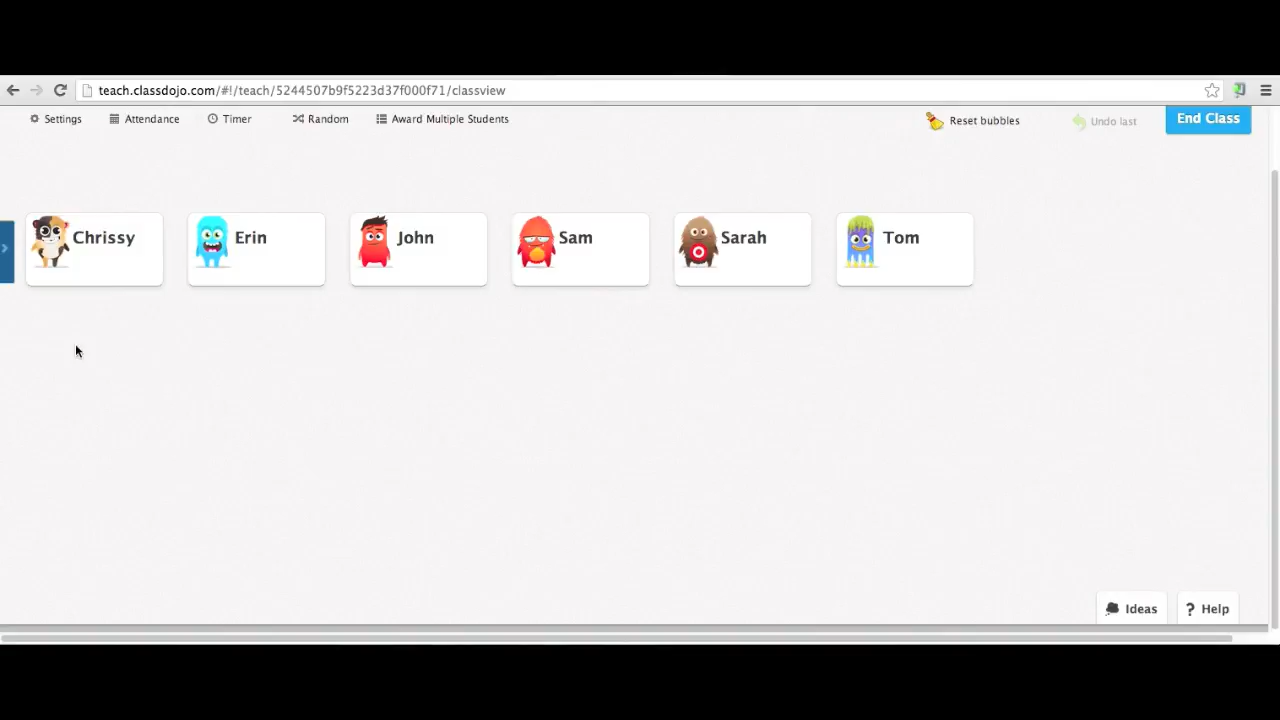 teach.classdojo.com/#!/teach/5244507b9f5223d37f000f71/classview
Settings Attendance Timer Random Award Multiple Students Reset bubbles Undo last End Class
Chrissy Erin John Sam Sarah Tom
Ideas ? Help